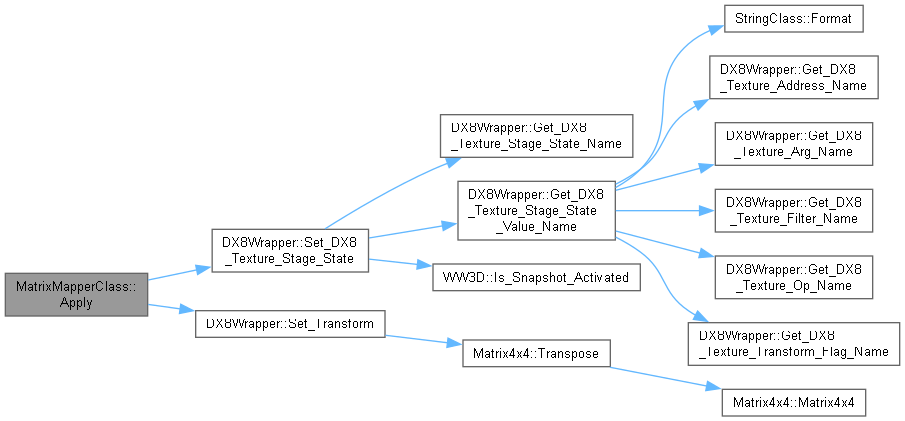 MatrixMapperClass::
Apply
DX8Wrapper::Set_DX8
_Texture_Stage_State
DX8Wrapper::Set_Transform
DX8Wrapper::Get_DX8
_Texture_Stage_State_Name
DX8Wrapper::Get_DX8
_Texture_Stage_State
_Value_Name
WW3D::Is_Snapshot_Activated
Matrix4x4::Transpose
StringClass::Format
DX8Wrapper::Get_DX8
_Texture_Address_Name
DX8Wrapper::Get_DX8
_Texture_Arg_Name
DX8Wrapper::Get_DX8
_Texture_Filter_Name
DX8Wrapper::Get_DX8
_Texture_Op_Name
DX8Wrapper::Get_DX8
_Texture_Transform_Flag_Name
Matrix4x4::Matrix4x4